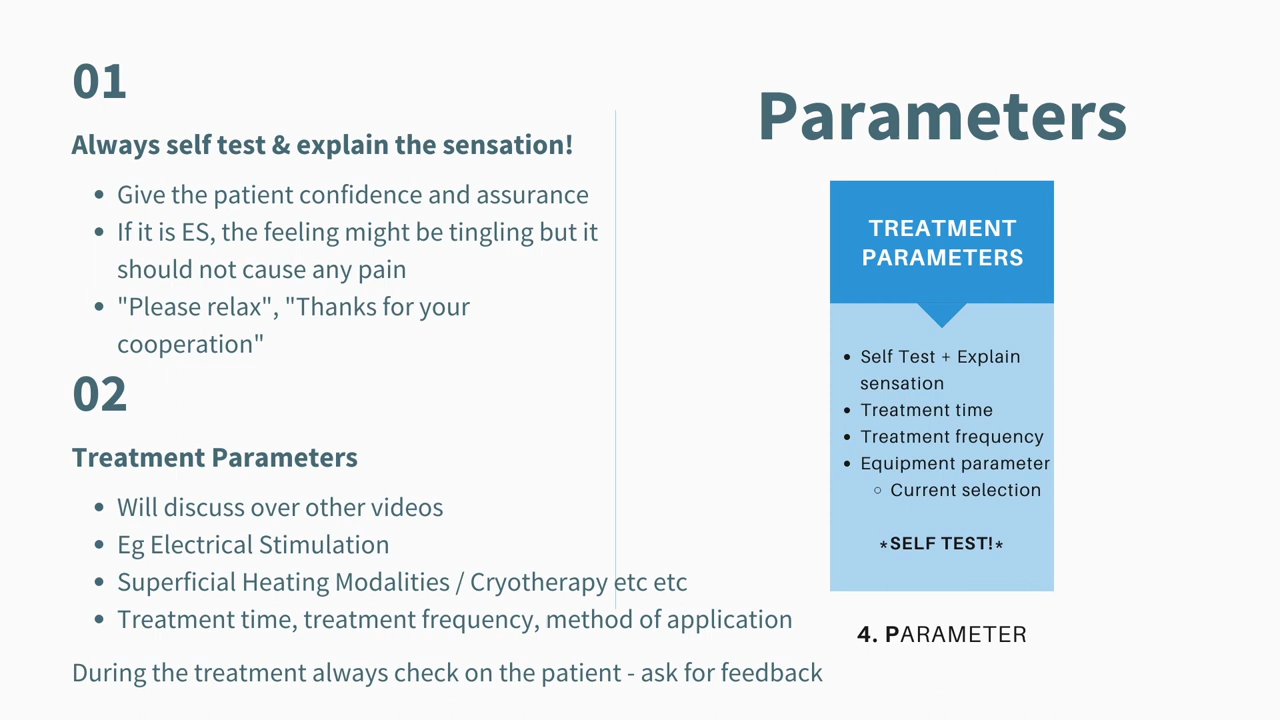 01
Always self test & explain the sensation!
• Give the patient confidence and assurance
• If it is ES, the feeling might be tingling but it
should not cause any pain
• "Please relax", "Thanks for your
cooperation"
02
Treatment Parameters
• Will discuss over other videos
• Eg Electrical Stimulation
• Superficial Heating Modalities / Cryotherapy etc etc
• Treatment time, treatment frequency, method of application
During the treatment always check on the patient - ask for feedback
Parameters
TREATMENT
PARAMETERS
• Self Test + Explain
sensation
• Treatment time
• Treatment frequency
• Equipment parameter
○ Current selection
*SELF TEST!*
4. PARAMETER